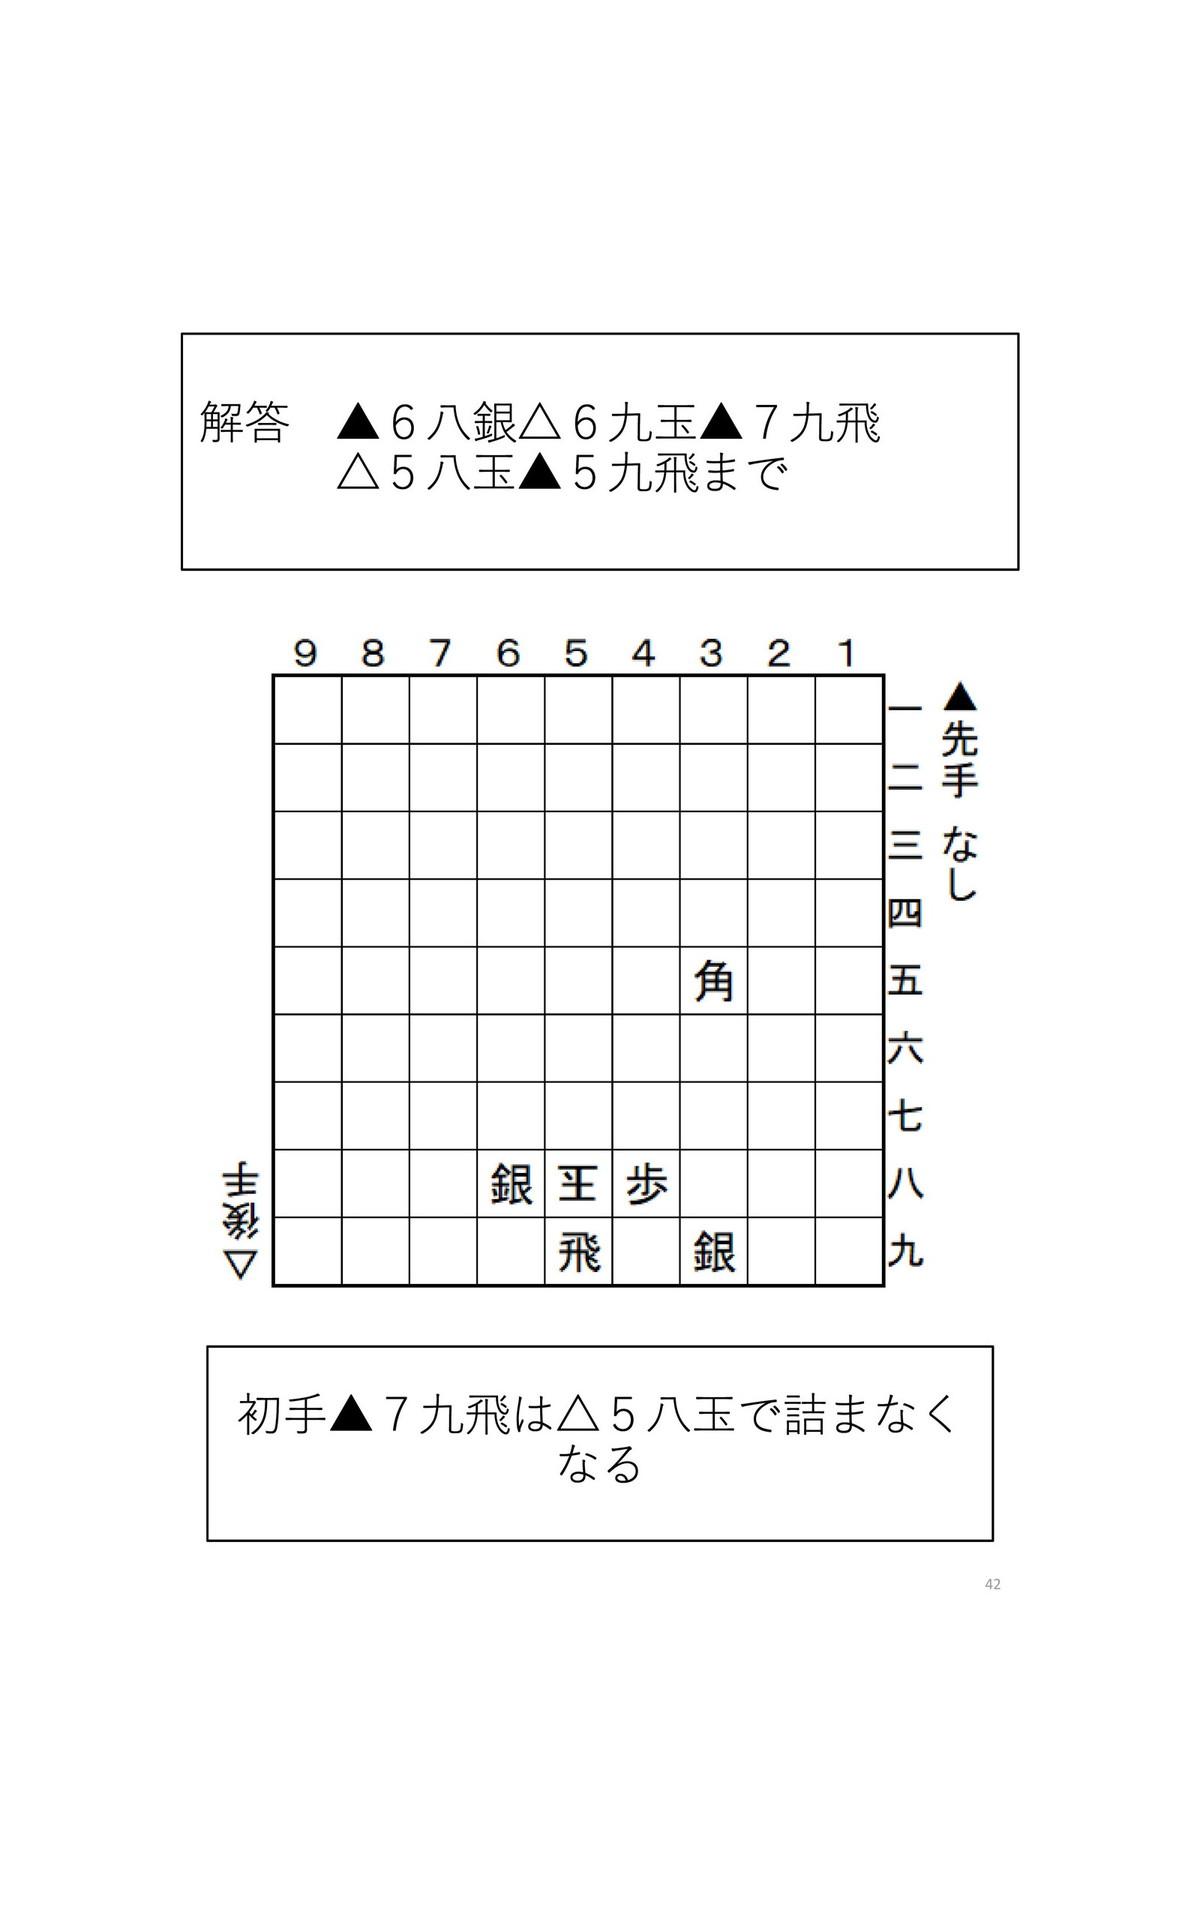 解答　▲６八銀△６九玉▲７九飛
△５八玉▲５九飛まで
9 8 7 6 5 4 3 2 1
一
二
三
四
五
六
七
八
九
▲先手 なし
角
銀 王 歩
飛 銀
△後手
初手▲７九飛は△５八玉で詰まなく
なる
42